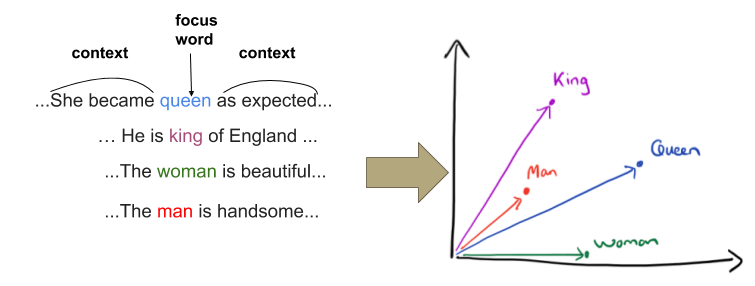 focus
word
context
context
...She became queen as expected...
... He is king of England ...
...The woman is beautiful...
...The man is handsome...
King
Queen
Man
Woman